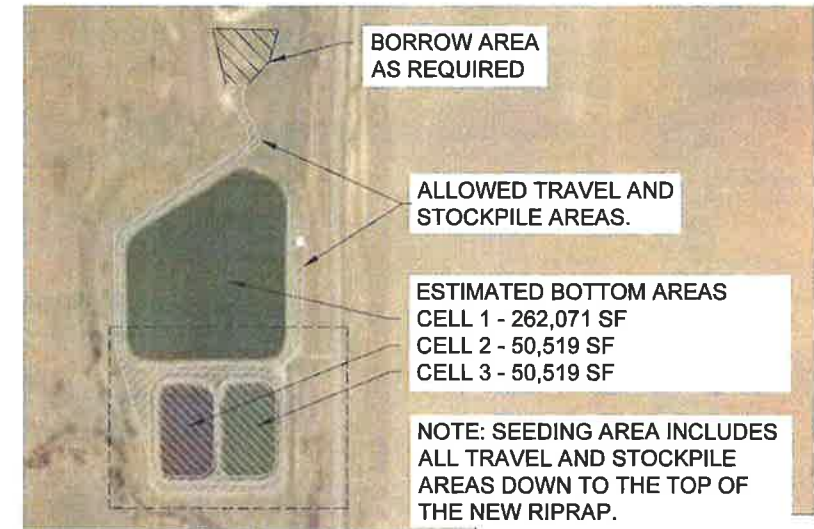 BORROW AREA
AS REQUIRED
ALLOWED TRAVEL AND
STOCKPILE AREAS.
ESTIMATED BOTTOM AREAS
CELL 1 - 262,071 SF
CELL 2 - 50,519 SF
CELL 3 - 50,519 SF
NOTE: SEEDING AREA INCLUDES
ALL TRAVEL AND STOCKPILE
AREAS DOWN TO THE TOP OF
THE NEW RIPRAP.